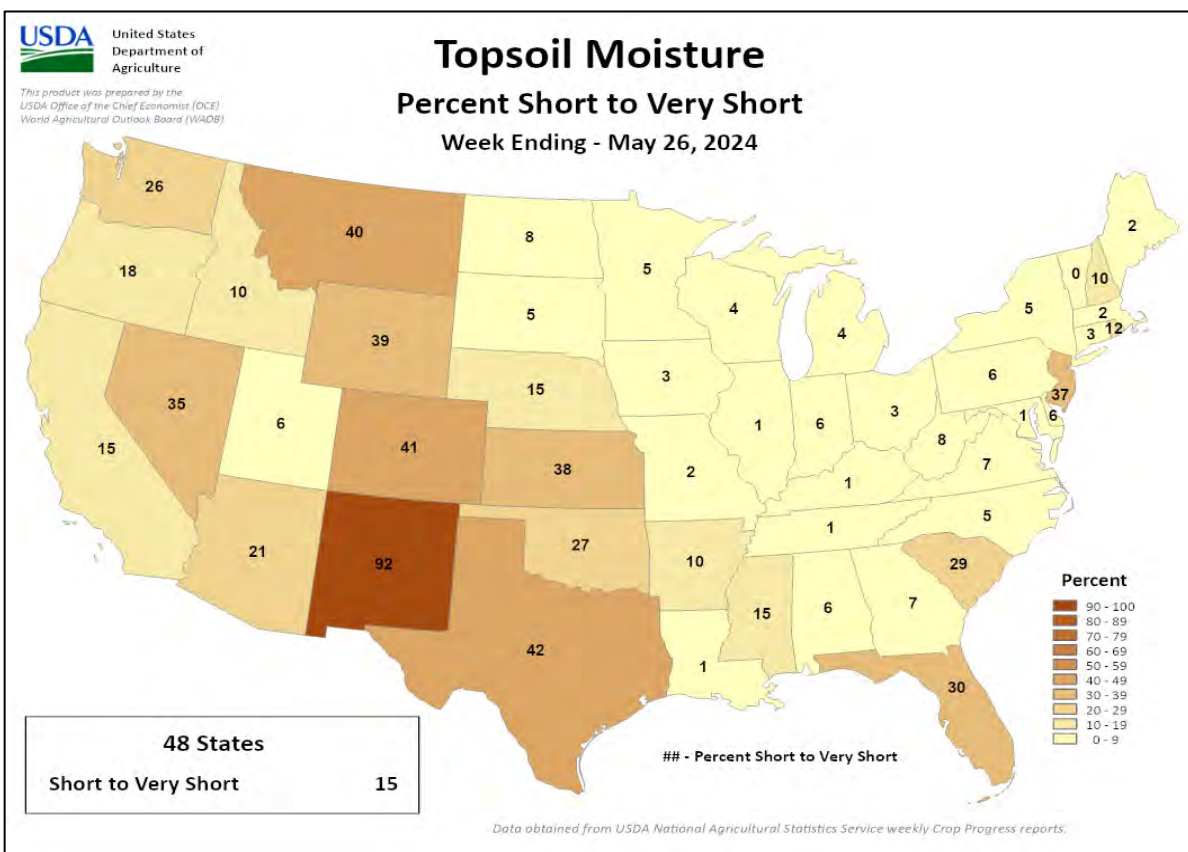 USDA
United States
Department of
Agriculture
This product was prepared by the
USDA Office of the Chief Economist (OCE)
World Agricultural Outlook Board (WAOB)
Topsoil Moisture
Percent Short to Very Short
Week Ending - May 26, 2024
26
40
8
5
2
18
10
5
4
4
5
0
10
2
3
12
39
3
6
37
35
6
15
1
6
3
1
6
15
41
38
2
8
7
1
5
21
92
27
10
1
29
42
15
6
7
1
30
Percent
90 - 100
80 - 89
70 - 79
60 - 69
50 - 59
40 - 49
30 - 39
20 - 29
10 - 19
0 - 9
48 States
Short to Very Short 15
## - Percent Short to Very Short
Data obtained from USDA National Agricultural Statistics Service weekly Crop Progress reports.